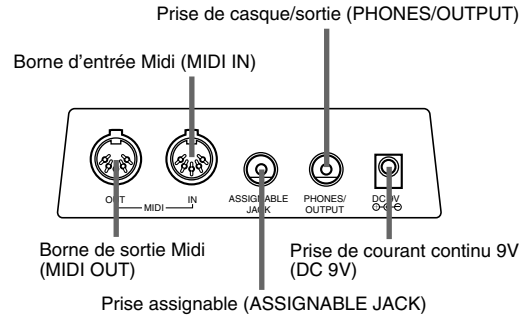 Prise de casque/sortie (PHONES/OUTPUT)
Borne d'entrée Midi (MIDI IN)
OUT
MIDI
IN
ASSIGNABLE
JACK
PHONES/
OUTPUT
DC 9V
Borne de sortie Midi
(MIDI OUT)
Prise de courant continu 9V
(DC 9V)
Prise assignable (ASSIGNABLE JACK)